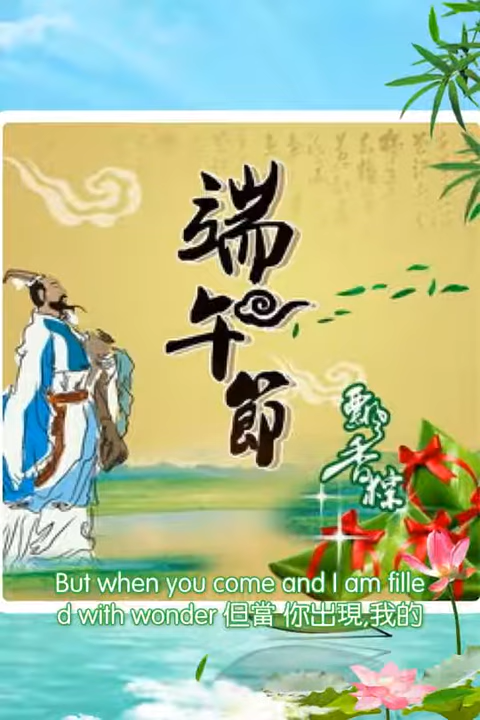 端
午
節
飄
香
粽
But when you come and I am fille
d with wonder 但當 你出現,我的